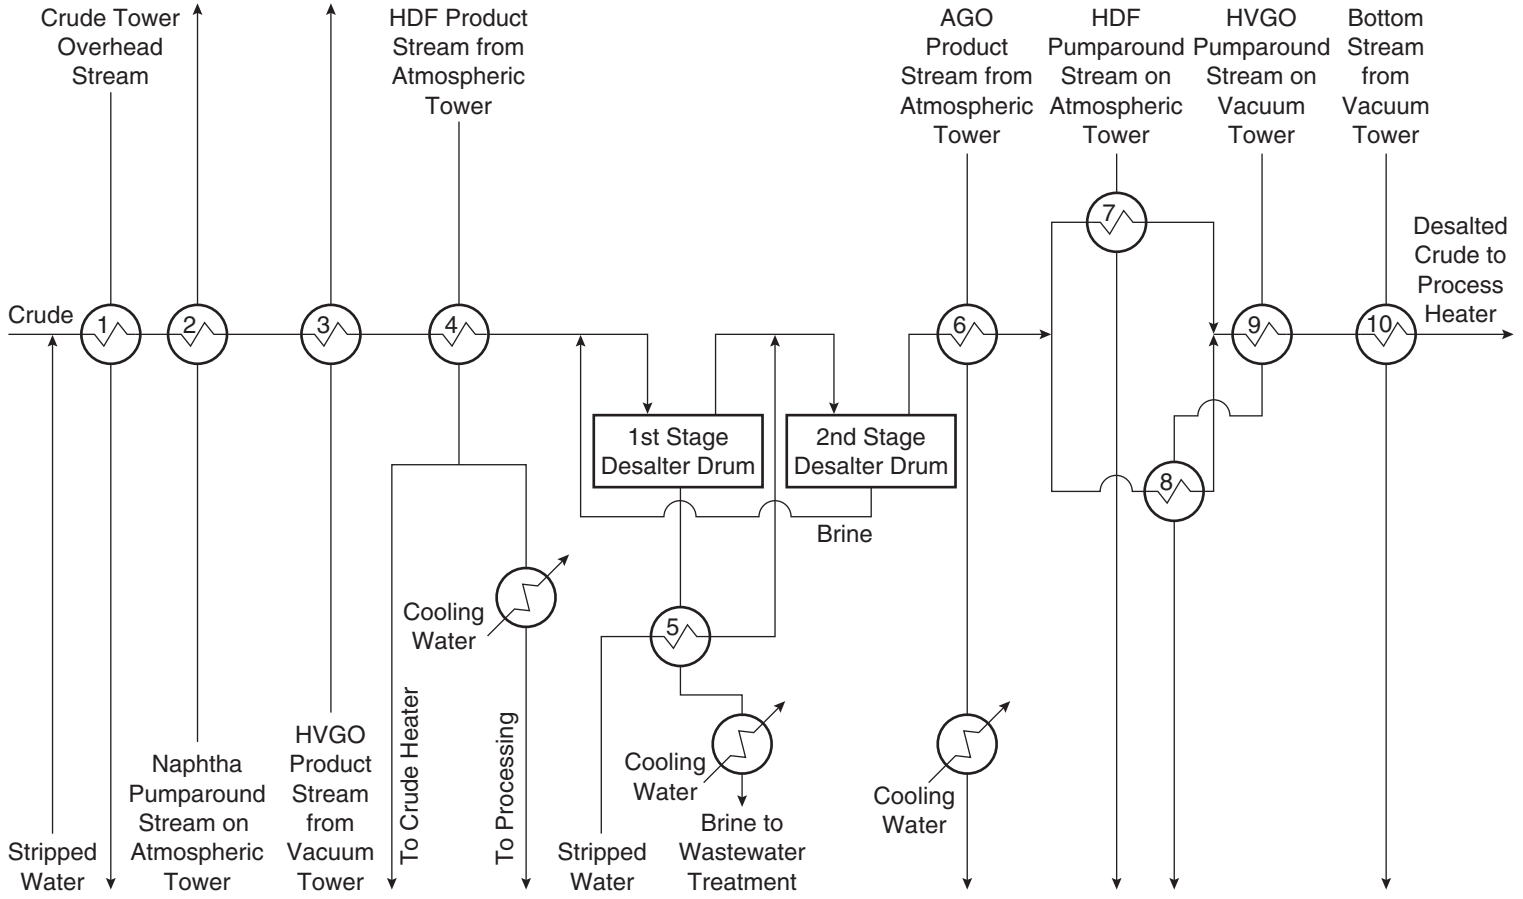 Crude Tower
Overhead
Stream
HDF Product
Stream from
Atmospheric
Tower
AGO
Product
Stream from
Atmospheric
Tower
HDF
Pumparound
Stream on
Atmospheric
Tower
HVGO
Pumparound
Stream on
Vacuum
Tower
Bottom
Stream
from
Vacuum
Tower
Desalted
Crude to
Process
Heater
Crude
1
2
3
4
6
7
9
10
8
1st Stage
Desalter Drum
2nd Stage
Desalter Drum
Brine
5
Cooling
Water
Cooling
Water
Cooling
Water
To Crude Heater
To Processing
Stripped
Water
Naphtha
Pumparound
Stream on
Atmospheric
Tower
HVGO
Product
Stream
from
Vacuum
Tower
Stripped
Water
Brine to
Wastewater
Treatment